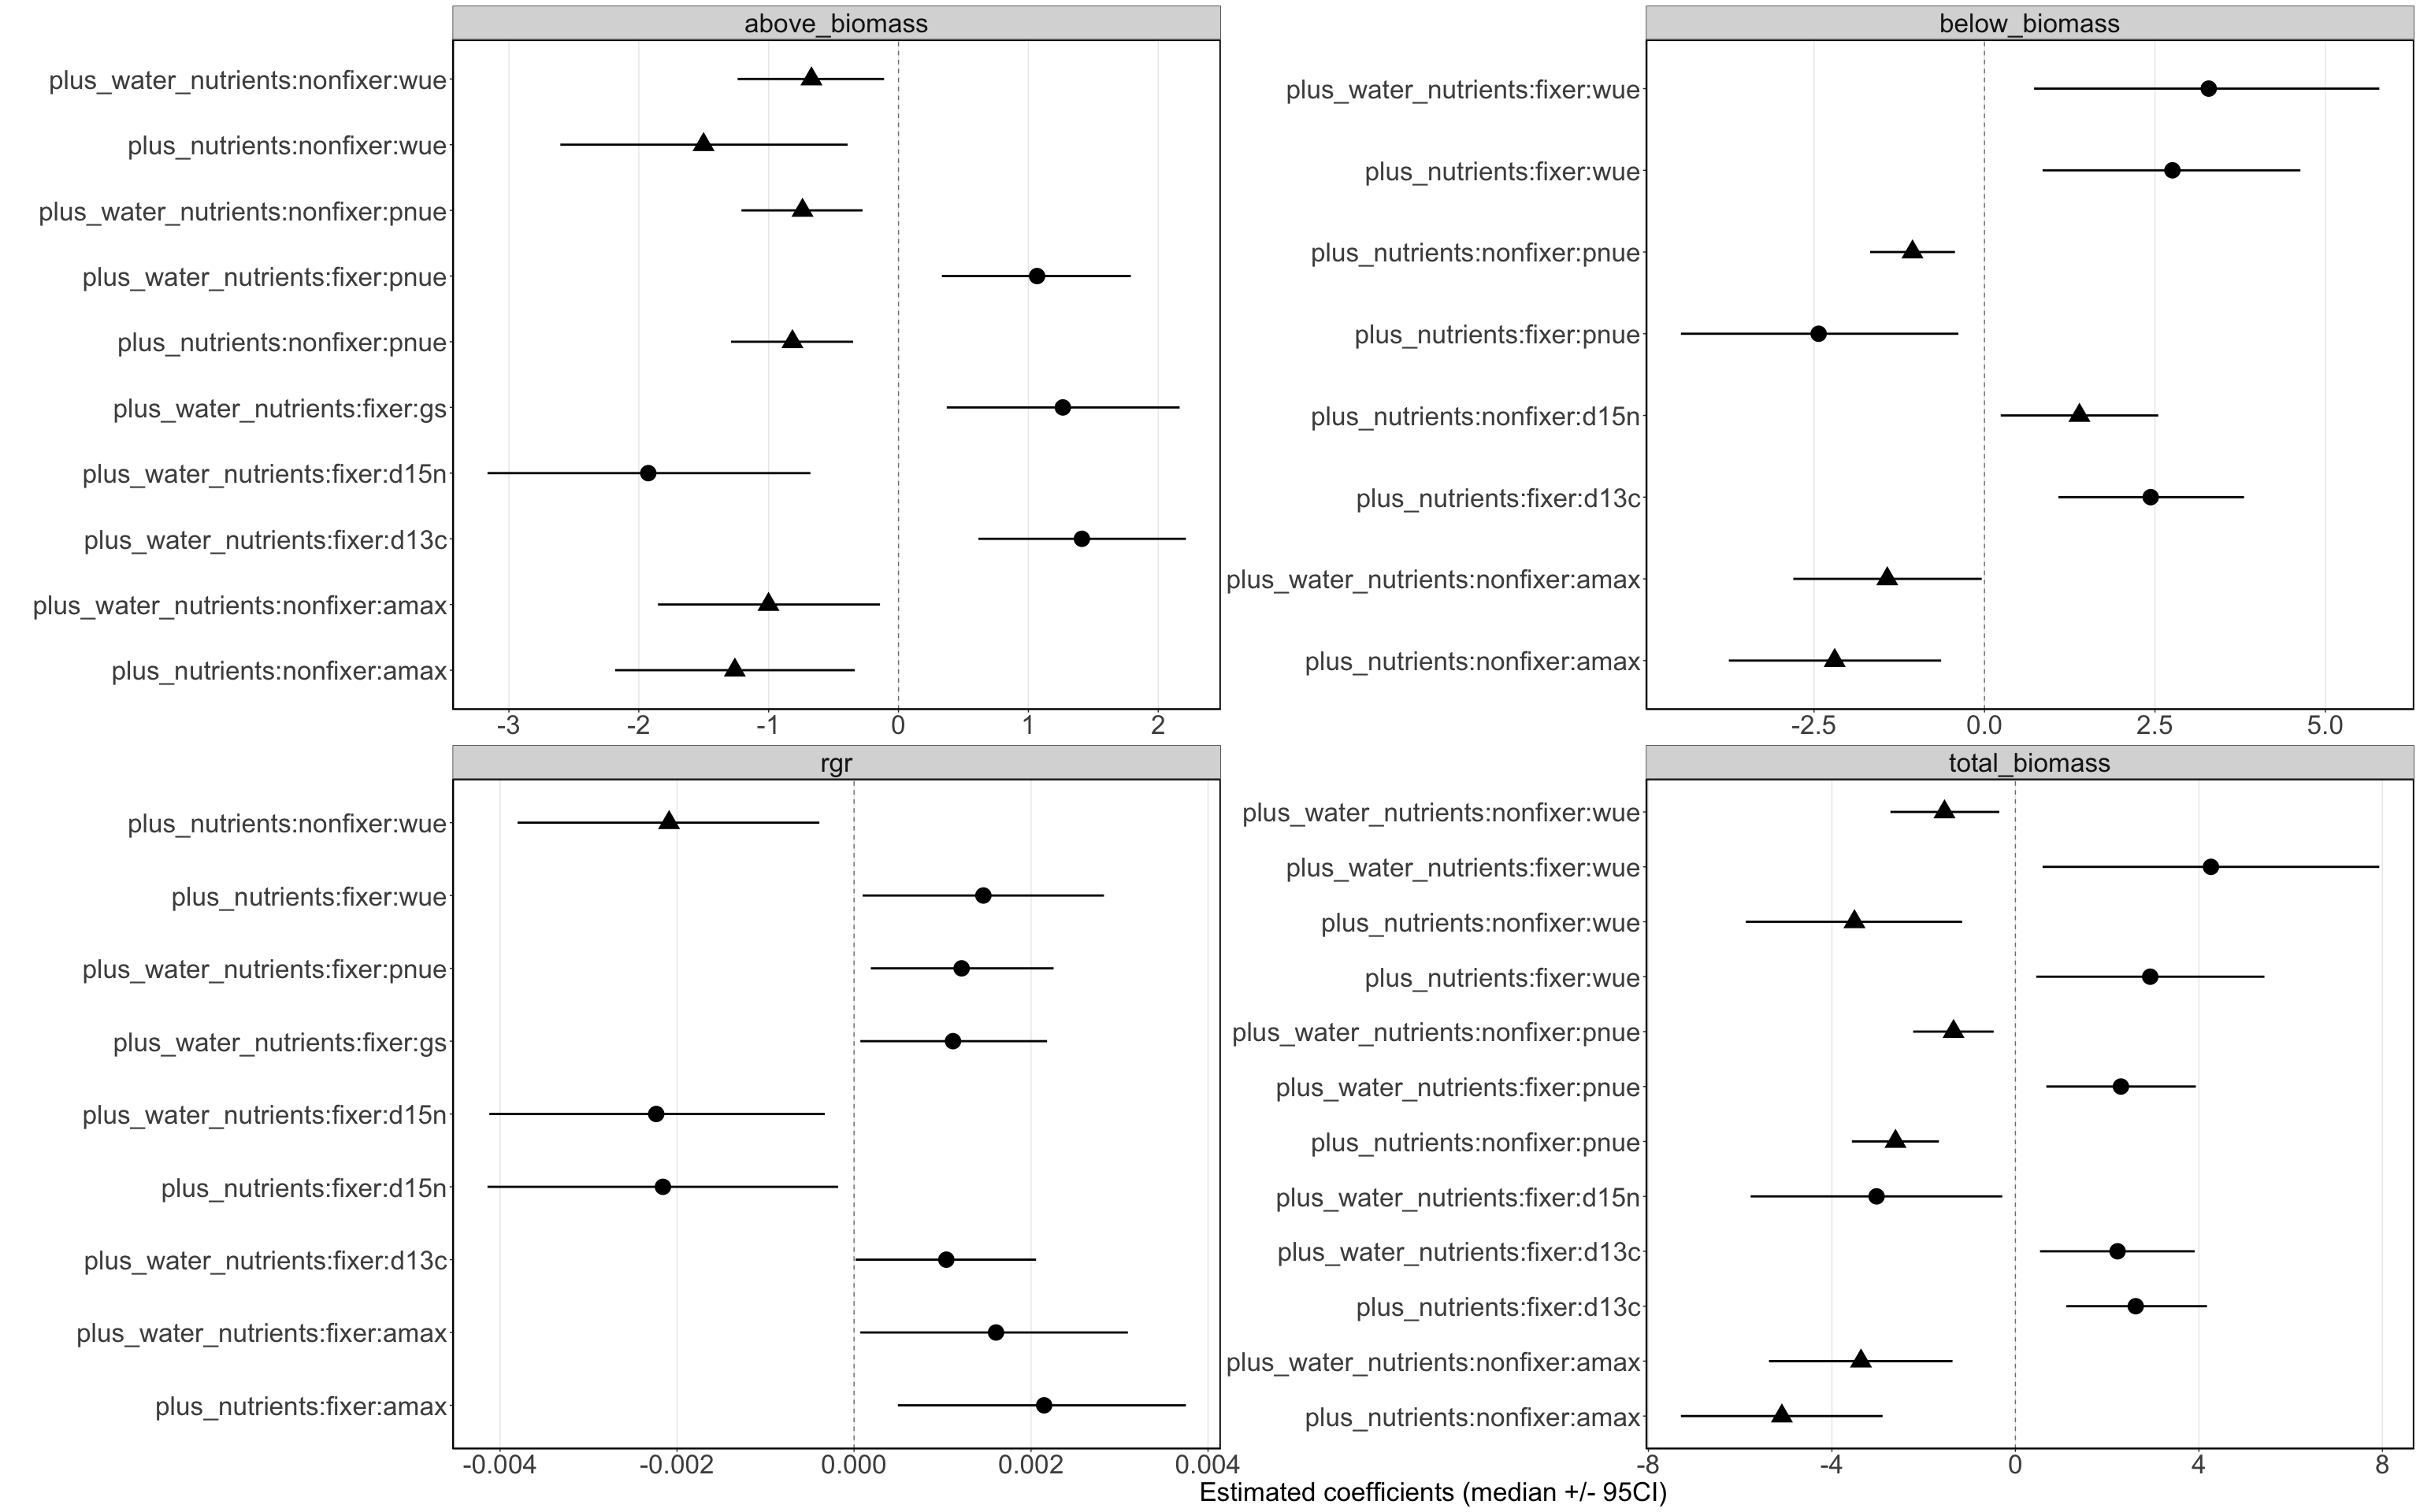 above_biomass
plus_water_nutrients:nonfixer:wue
plus_nutrients:nonfixer:wue
plus_water_nutrients:nonfixer:pnue
plus_water_nutrients:fixer:pnue
plus_nutrients:nonfixer:pnue
plus_water_nutrients:fixer:gs
plus_water_nutrients:fixer:d15n
plus_water_nutrients:fixer:d13c
plus_water_nutrients:nonfixer:amax
plus_nutrients:nonfixer:amax
-3 -2 -1 0 1 2
below_biomass
plus_water_nutrients:fixer:wue
plus_nutrients:fixer:wue
plus_nutrients:nonfixer:pnue
plus_nutrients:fixer:pnue
plus_nutrients:nonfixer:d15n
plus_nutrients:fixer:d13c
plus_water_nutrients:nonfixer:amax
plus_nutrients:nonfixer:amax
-2.5 0.0 2.5 5.0
rgr
plus_nutrients:nonfixer:wue
plus_nutrients:fixer:wue
plus_water_nutrients:fixer:pnue
plus_water_nutrients:fixer:gs
plus_water_nutrients:fixer:d15n
plus_nutrients:fixer:d15n
plus_water_nutrients:fixer:d13c
plus_water_nutrients:fixer:amax
plus_nutrients:fixer:amax
-0.004 -0.002 0.000 0.002 0.004
total_biomass
plus_water_nutrients:nonfixer:wue
plus_water_nutrients:fixer:wue
plus_nutrients:nonfixer:wue
plus_nutrients:fixer:wue
plus_water_nutrients:nonfixer:pnue
plus_water_nutrients:fixer:pnue
plus_nutrients:nonfixer:pnue
plus_water_nutrients:fixer:d15n
plus_water_nutrients:fixer:d13c
plus_nutrients:fixer:d13c
plus_water_nutrients:nonfixer:amax
plus_nutrients:nonfixer:amax
-8 -4 0 4 8
Estimated coefficients (median +/- 95CI)